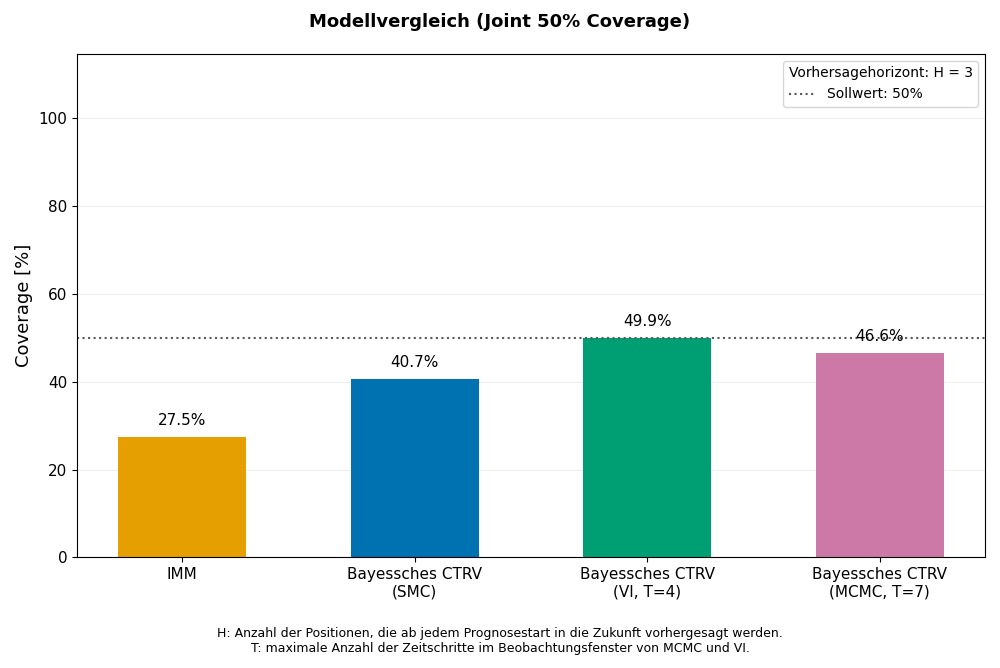 Modellvergleich (Joint 50% Coverage)
Vorhersagehorizont: H = 3
Sollwert: 50%
Coverage [%]
100
80
60
40
20
0
27.5%
40.7%
49.9%
46.6%
IMM
Bayessches CTRV
(SMC)
Bayessches CTRV
(VI, T=4)
Bayessches CTRV
(MCMC, T=7)
H: Anzahl der Positionen, die ab jedem Prognosestart in die Zukunft vorhergesagt werden.
T: maximale Anzahl der Zeitschritte im Beobachtungsfenster von MCMC und VI.